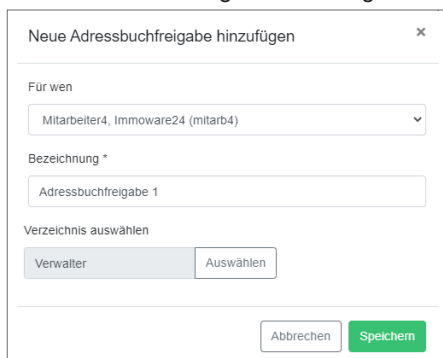 Neue Adressbuchfreigabe hinzufügen ×
Für wen
Mitarbeiter4, Immoware24 (mitarb4)
Bezeichnung *
Adressbuchfreigabe 1
Verzeichnis auswählen
Verwalter Auswählen
Abbrechen Speichern